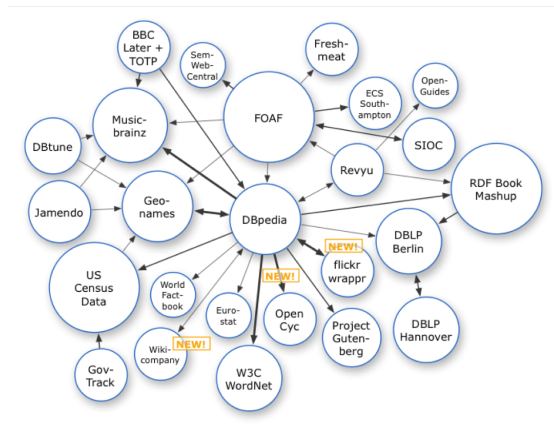 BBC
Later +
TOTP
Sem-
Web-
Central
Fresh-
meat
Open-
Guides
ECS
South-
ampton
Music-
brainz
FOAF
SIOC
DBtune
Revyu
RDF Book
Mashup
Jamendo
Geo-
names
DBpedia
DBLP
Berlin
NEW!
flickr
wrappr
US
Census
Data
World
Fact-
book
NEW!
Euro-
stat
Open
Cyc
Project
Guten-
berg
DBLP
Hannover
NEW!
Wiki-
company
Gov-
Track
W3C
WordNet